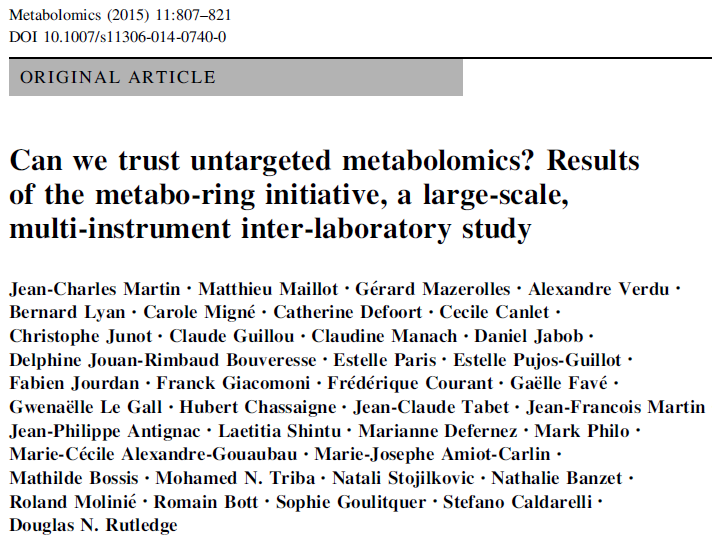 Metabolomics (2015) 11:807–821
DOI 10.1007/s11306-014-0740-0
ORIGINAL ARTICLE
Can we trust untargeted metabolomics? Results
of the metabo-ring initiative, a large-scale,
multi-instrument inter-laboratory study
Jean-Charles Martin · Matthieu Maillot · Gérard Mazerolles · Alexandre Verdu ·
Bernard Lyan · Carole Migné · Catherine Defoort · Cecile Canlet ·
Christophe Junot · Claude Guillou · Claudine Manach · Daniel Jabob ·
Delphine Jouan-Rimbaud Bouveresse · Estelle Paris · Estelle Pujos-Guillot ·
Fabien Jourdan · Franck Giacomoni · Frédérique Courant · Gaëlle Favé ·
Gwenaëlle Le Gall · Hubert Chassaigne · Jean-Claude Tabet · Jean-Francois Martin
Jean-Philippe Antignac · Laetitia Shintu · Marianne Defernez · Mark Philo ·
Marie-Cécile Alexandre-Gouaubau · Marie-Josephe Amiot-Carlin ·
Mathilde Bossis · Mohamed N. Triba · Natali Stojilkovic · Nathalie Banzet ·
Roland Molinié · Romain Bott · Sophie Goulitquer · Stefano Caldarelli ·
Douglas N. Rutledge